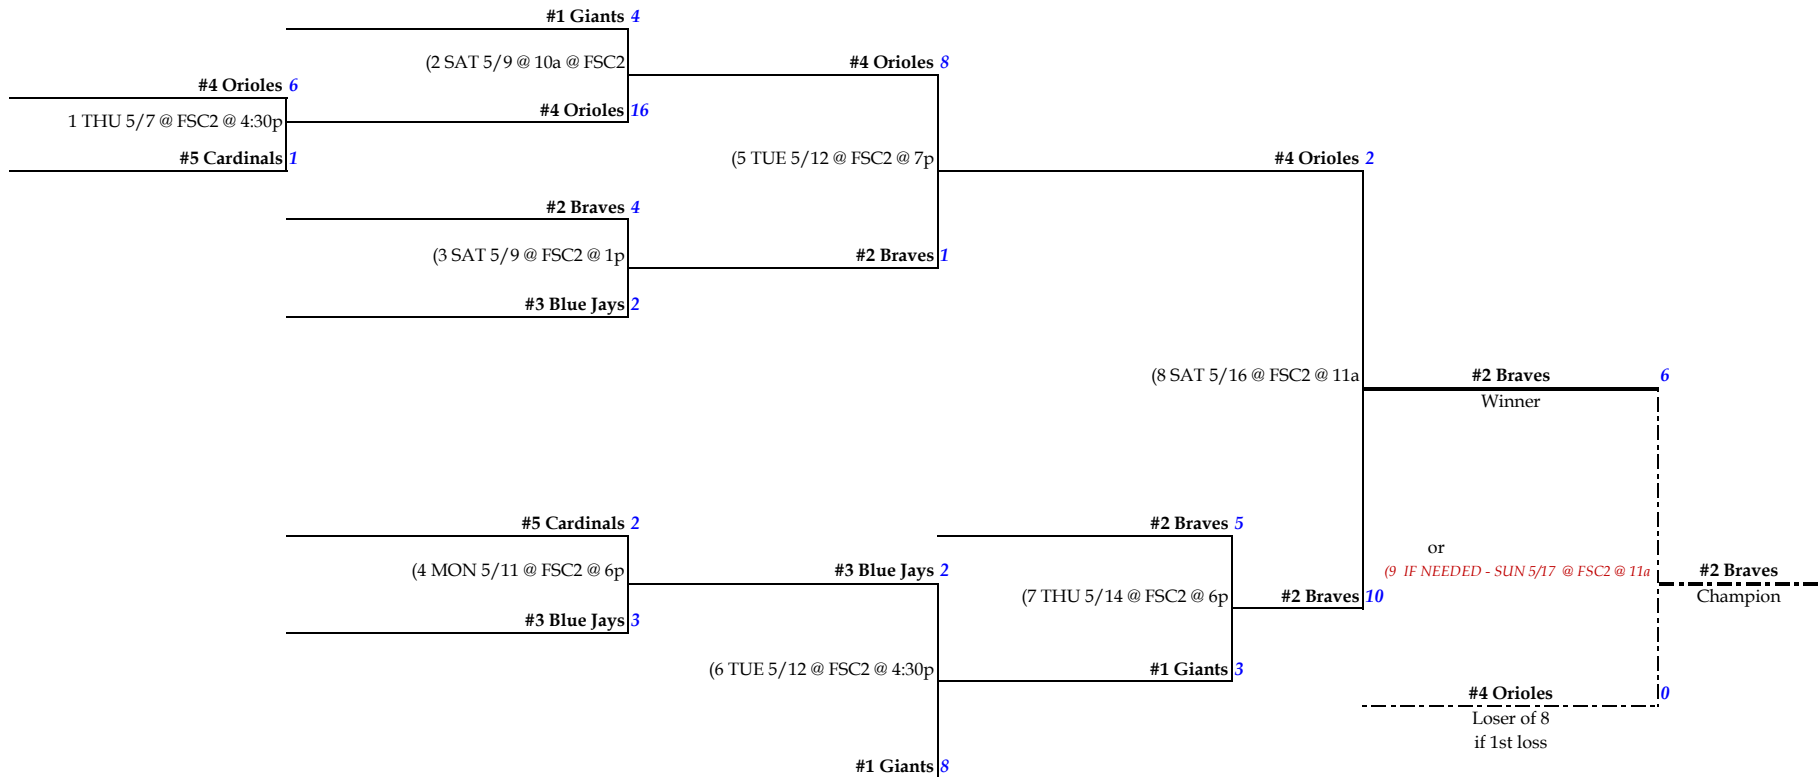 #1 Giants 4
(2 SAT 5/9 @ 10a @ FSC2
#4 Orioles 8
#4 Orioles 6
#4 Orioles 16
1 THU 5/7 @ FSC2 @ 4:30p
#5 Cardinals 1
(5 TUE 5/12 @ FSC2 @ 7p
#4 Orioles 2
#2 Braves 4
(3 SAT 5/9 @ FSC2 @ 1p
#2 Braves 1
#3 Blue Jays 2
(8 SAT 5/16 @ FSC2 @ 11a
#2 Braves 6
Winner
#5 Cardinals 2
#2 Braves 5
or
(4 MON 5/11 @ FSC2 @ 6p
#3 Blue Jays 2
(9 IF NEEDED - SUN 5/17 @ FSC2 @ 11a
#2 Braves
Champion
(7 THU 5/14 @ FSC2 @ 6p
#2 Braves 10
#3 Blue Jays 3
(6 TUE 5/12 @ FSC2 @ 4:30p
#1 Giants 3
#4 Orioles 0
Loser of 8
if 1st loss
#1 Giants 8